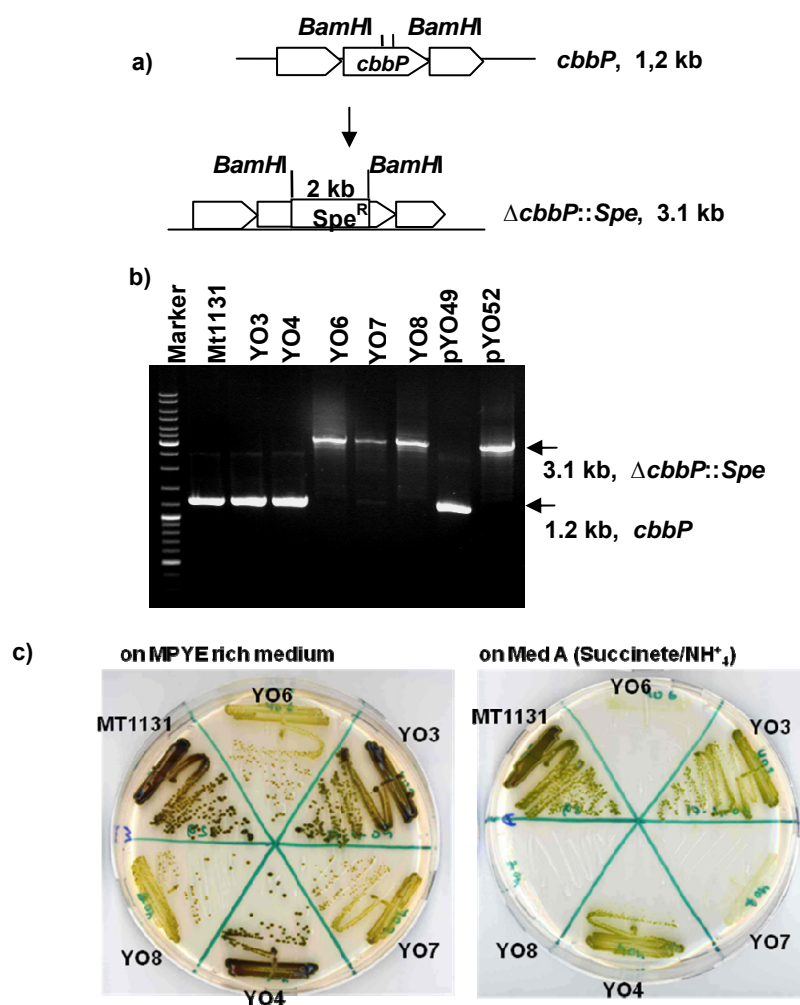 a)
BamHI BamHI
cbbP
cbbP, 1,2 kb
BamHI BamHI
2 kb
Spe^R
ΔcbbP::Spe, 3.1 kb
b)
Marker
Mt1131
YO3
YO4
YO6
YO7
YO8
pYO49
pYO52
3.1 kb, ΔcbbP::Spe
1.2 kb, cbbP
c)
on MPYE rich medium
YO6
MT1131
YO3
YO8
YO7
YO4
on Med A (Succinete/NH⁺₄)
YO6
MT1131
YO3
YO8
YO7
YO4